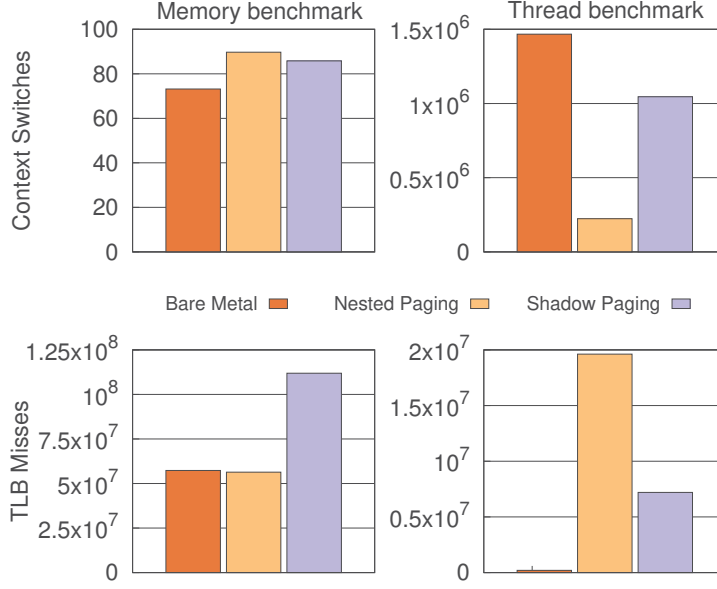 Memory benchmark
Thread benchmark
Context Switches
100
80
60
40
20
0
1.5x10^6
1x10^6
0.5x10^6
0
Bare Metal Nested Paging Shadow Paging
TLB Misses
1.25x10^8
10^8
7.5x10^7
5x10^7
2.5x10^7
0
2x10^7
1.5x10^7
10^7
0.5x10^7
0